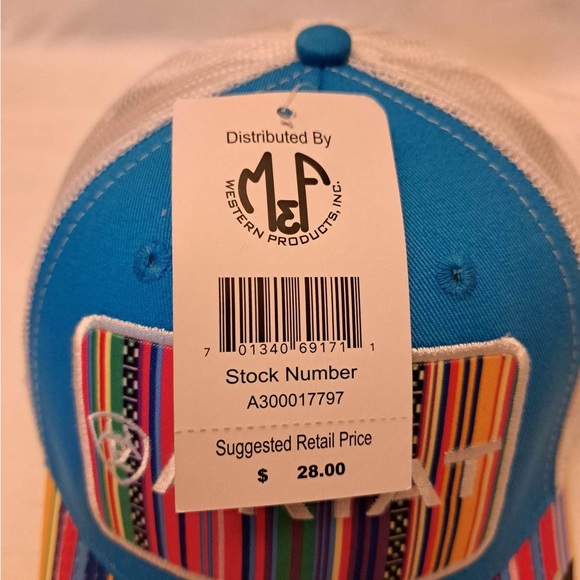 Distributed By
M&F
WESTERN PRODUCTS, INC.
7 01340 69171 1
Stock Number
A300017797
Suggested Retail Price
$ 28.00